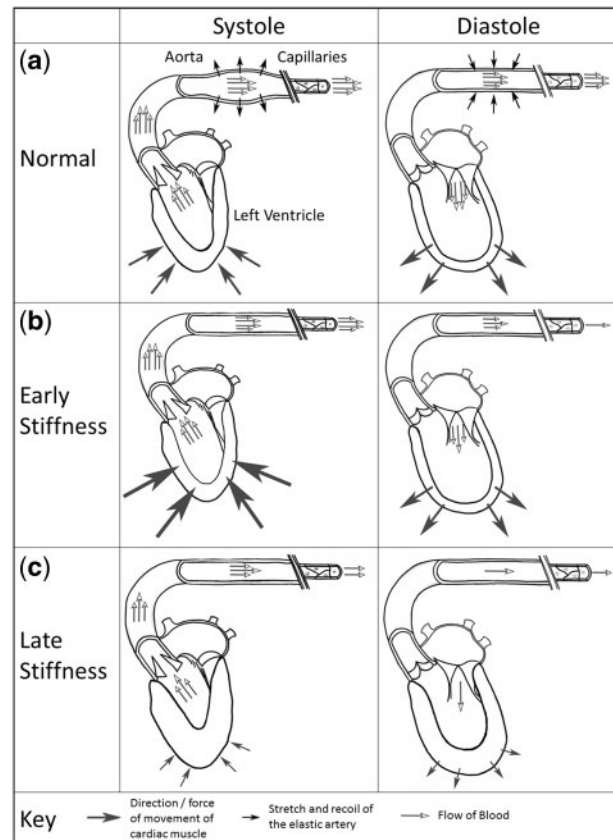 Systole
Diastole
(a)
Normal
Aorta
Capillaries
Left Ventricle
(b)
Early
Stiffness
(c)
Late
Stiffness
Key
Direction / force
of movement of
cardiac muscle
Stretch and recoil of
the elastic artery
Flow of Blood